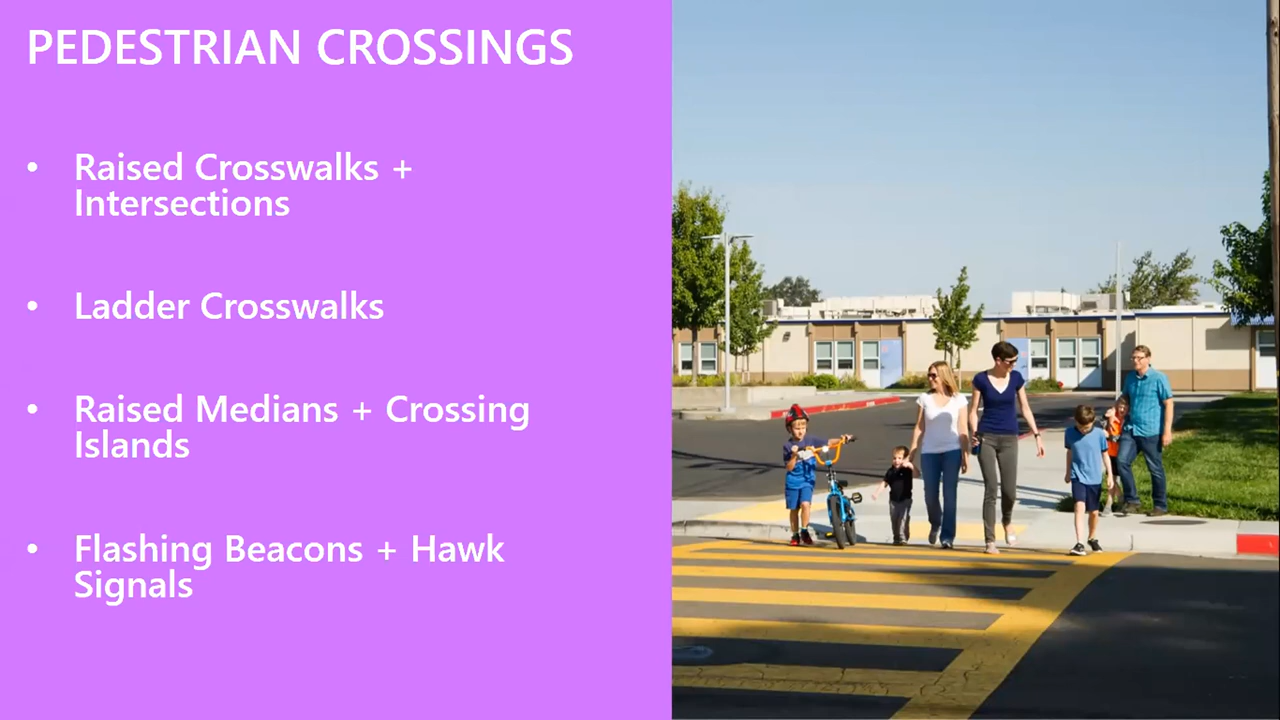 PEDESTRIAN CROSSINGS
• Raised Crosswalks +
Intersections
• Ladder Crosswalks
• Raised Medians + Crossing
Islands
• Flashing Beacons + Hawk
Signals